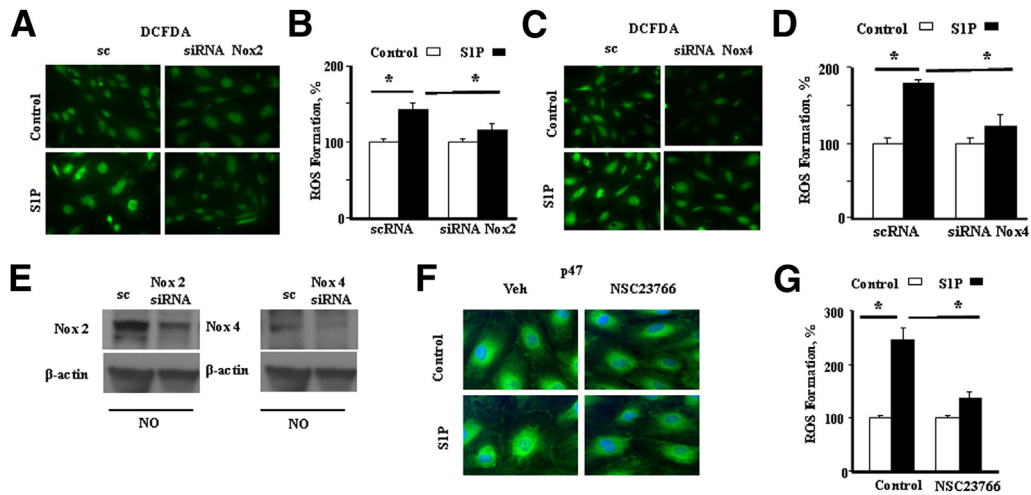 A
DCFDA
sc
siRNA Nox2
Control
S1P
B
Control
S1P
*
*
ROS Formation, %
200
100
0
scRNA
siRNA Nox2
C
DCFDA
sc
siRNA Nox4
Control
S1P
D
Control
S1P
*
*
ROS Formation, %
200
100
0
scRNA
siRNA Nox4
E
sc
Nox 2
siRNA
Nox 2
β-actin
NO
sc
Nox 4
siRNA
Nox 4
β-actin
NO
F
p47
Veh
NSC23766
Control
S1P
G
Control
S1P
*
*
ROS Formation, %
300
200
100
0
Control
NSC23766